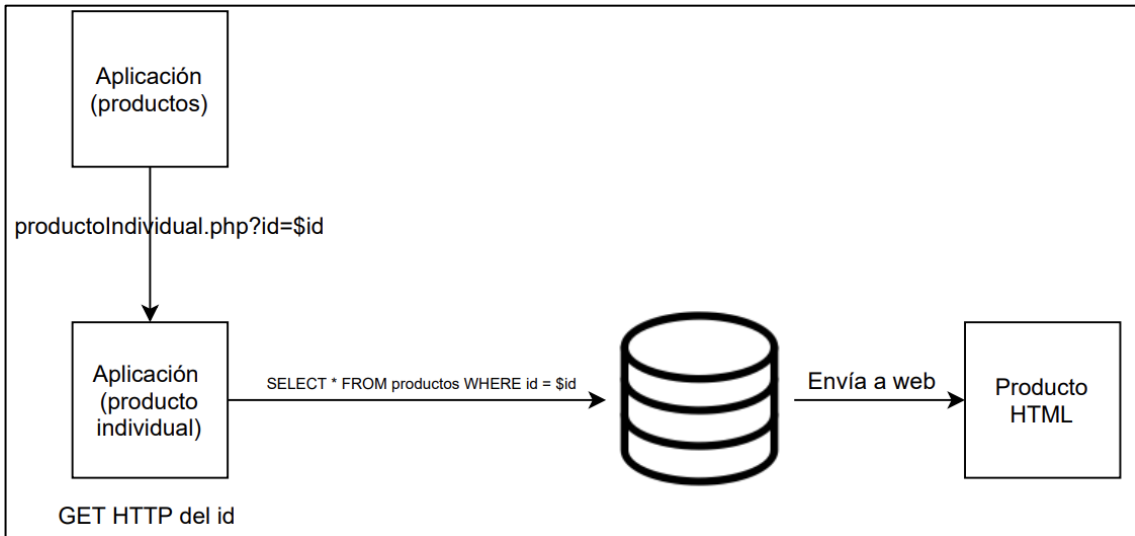 Aplicación
(productos)
productoIndividual.php?id=$id
Aplicación
(producto
individual)
SELECT * FROM productos WHERE id = $id
Envía a web
Producto
HTML
GET HTTP del id